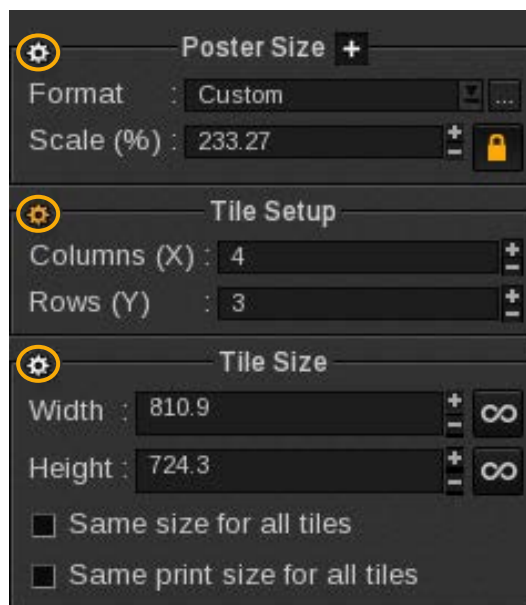 Poster Size +
Format : Custom ...
Scale (%) : 233.27 + −
Tile Setup
Columns (X) : 4 + −
Rows (Y) : 3 + −
Tile Size
Width : 810.9 + − ∞
Height : 724.3 + − ∞
Same size for all tiles
Same print size for all tiles